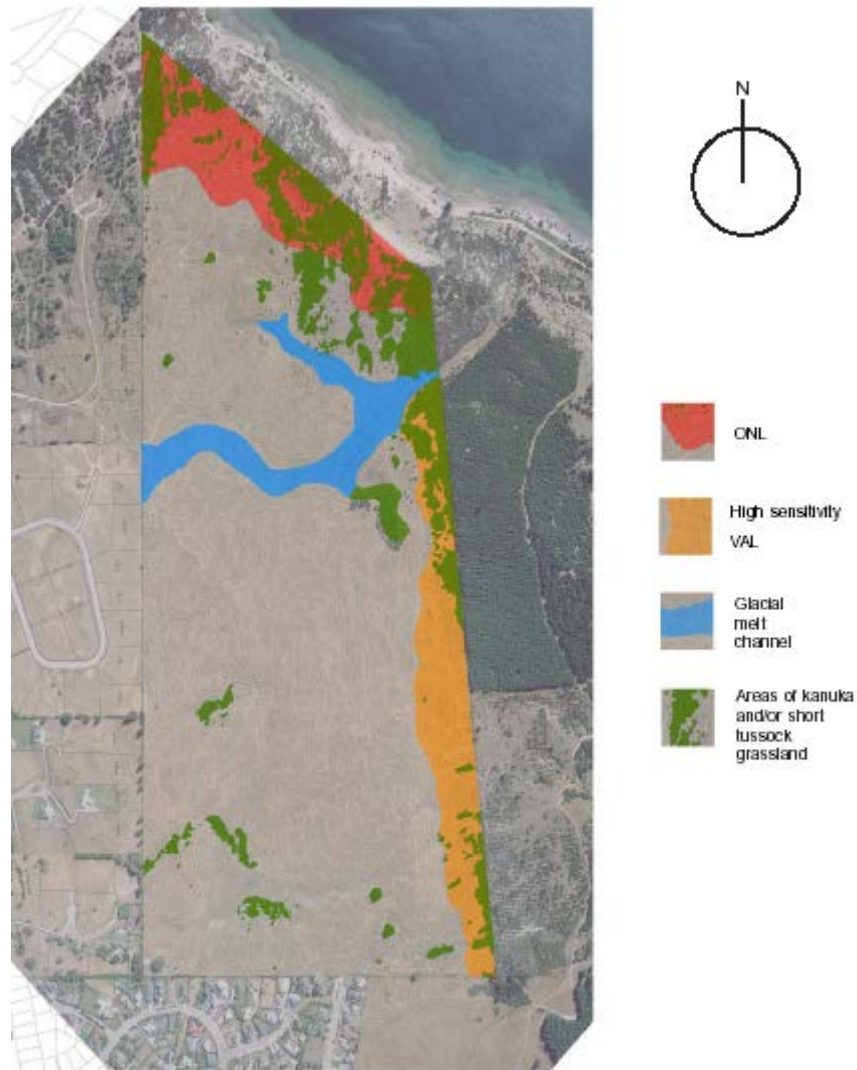 N
ONL
High sensitivity
VAL
Glacial
melt
channel
Areas of kanuka
and/or short
tussock
grassland